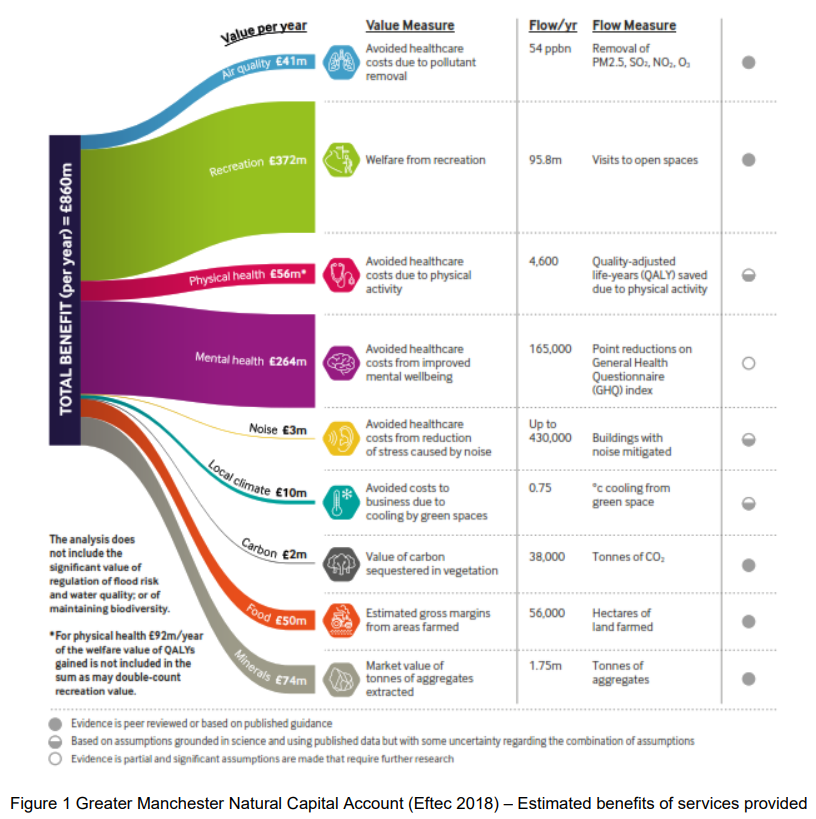 Value per year
Value Measure
Flow/yr
Flow Measure
TOTAL BENEFIT (per year) = £860m
Air quality £41m
Avoided healthcare
costs due to pollutant
removal
54 ppbn
Removal of
PM2.5, SO₂, NO₂, O₃
Recreation £372m
Welfare from recreation
95.8m
Visits to open spaces
Physical health £56m*
Avoided healthcare
costs due to physical
activity
4,600
Quality-adjusted
life-years (QALY) saved
due to physical activity
Mental health £264m
Avoided healthcare
costs from improved
mental wellbeing
165,000
Point reductions on
General Health
Questionnaire
(GHQ) index
Noise £3m
Avoided healthcare
costs from reduction
of stress caused by noise
Up to
430,000
Buildings with
noise mitigated
Local climate £10m
Avoided costs to
business due to
cooling by green spaces
0.75
°c cooling from
green space
Carbon £2m
Value of carbon
sequestered in vegetation
38,000
Tonnes of CO₂
Food £50m
Estimated gross margins
from areas farmed
56,000
Hectares of
land farmed
Minerals £74m
Market value of
tonnes of aggregates
extracted
1.75m
Tonnes of
aggregates
The analysis does
not include the
significant value of
regulation of flood risk
and water quality; or of
maintaining biodiversity.
*For physical health £92m/year
of the welfare value of QALYs
gained is not included in the
sum as may double-count
recreation value.
Evidence is peer reviewed or based on published guidance
Based on assumptions grounded in science and using published data but with some uncertainty regarding the combination of assumptions
Evidence is partial and significant assumptions are made that require further research
Figure 1 Greater Manchester Natural Capital Account (Eftec 2018) – Estimated benefits of services provided